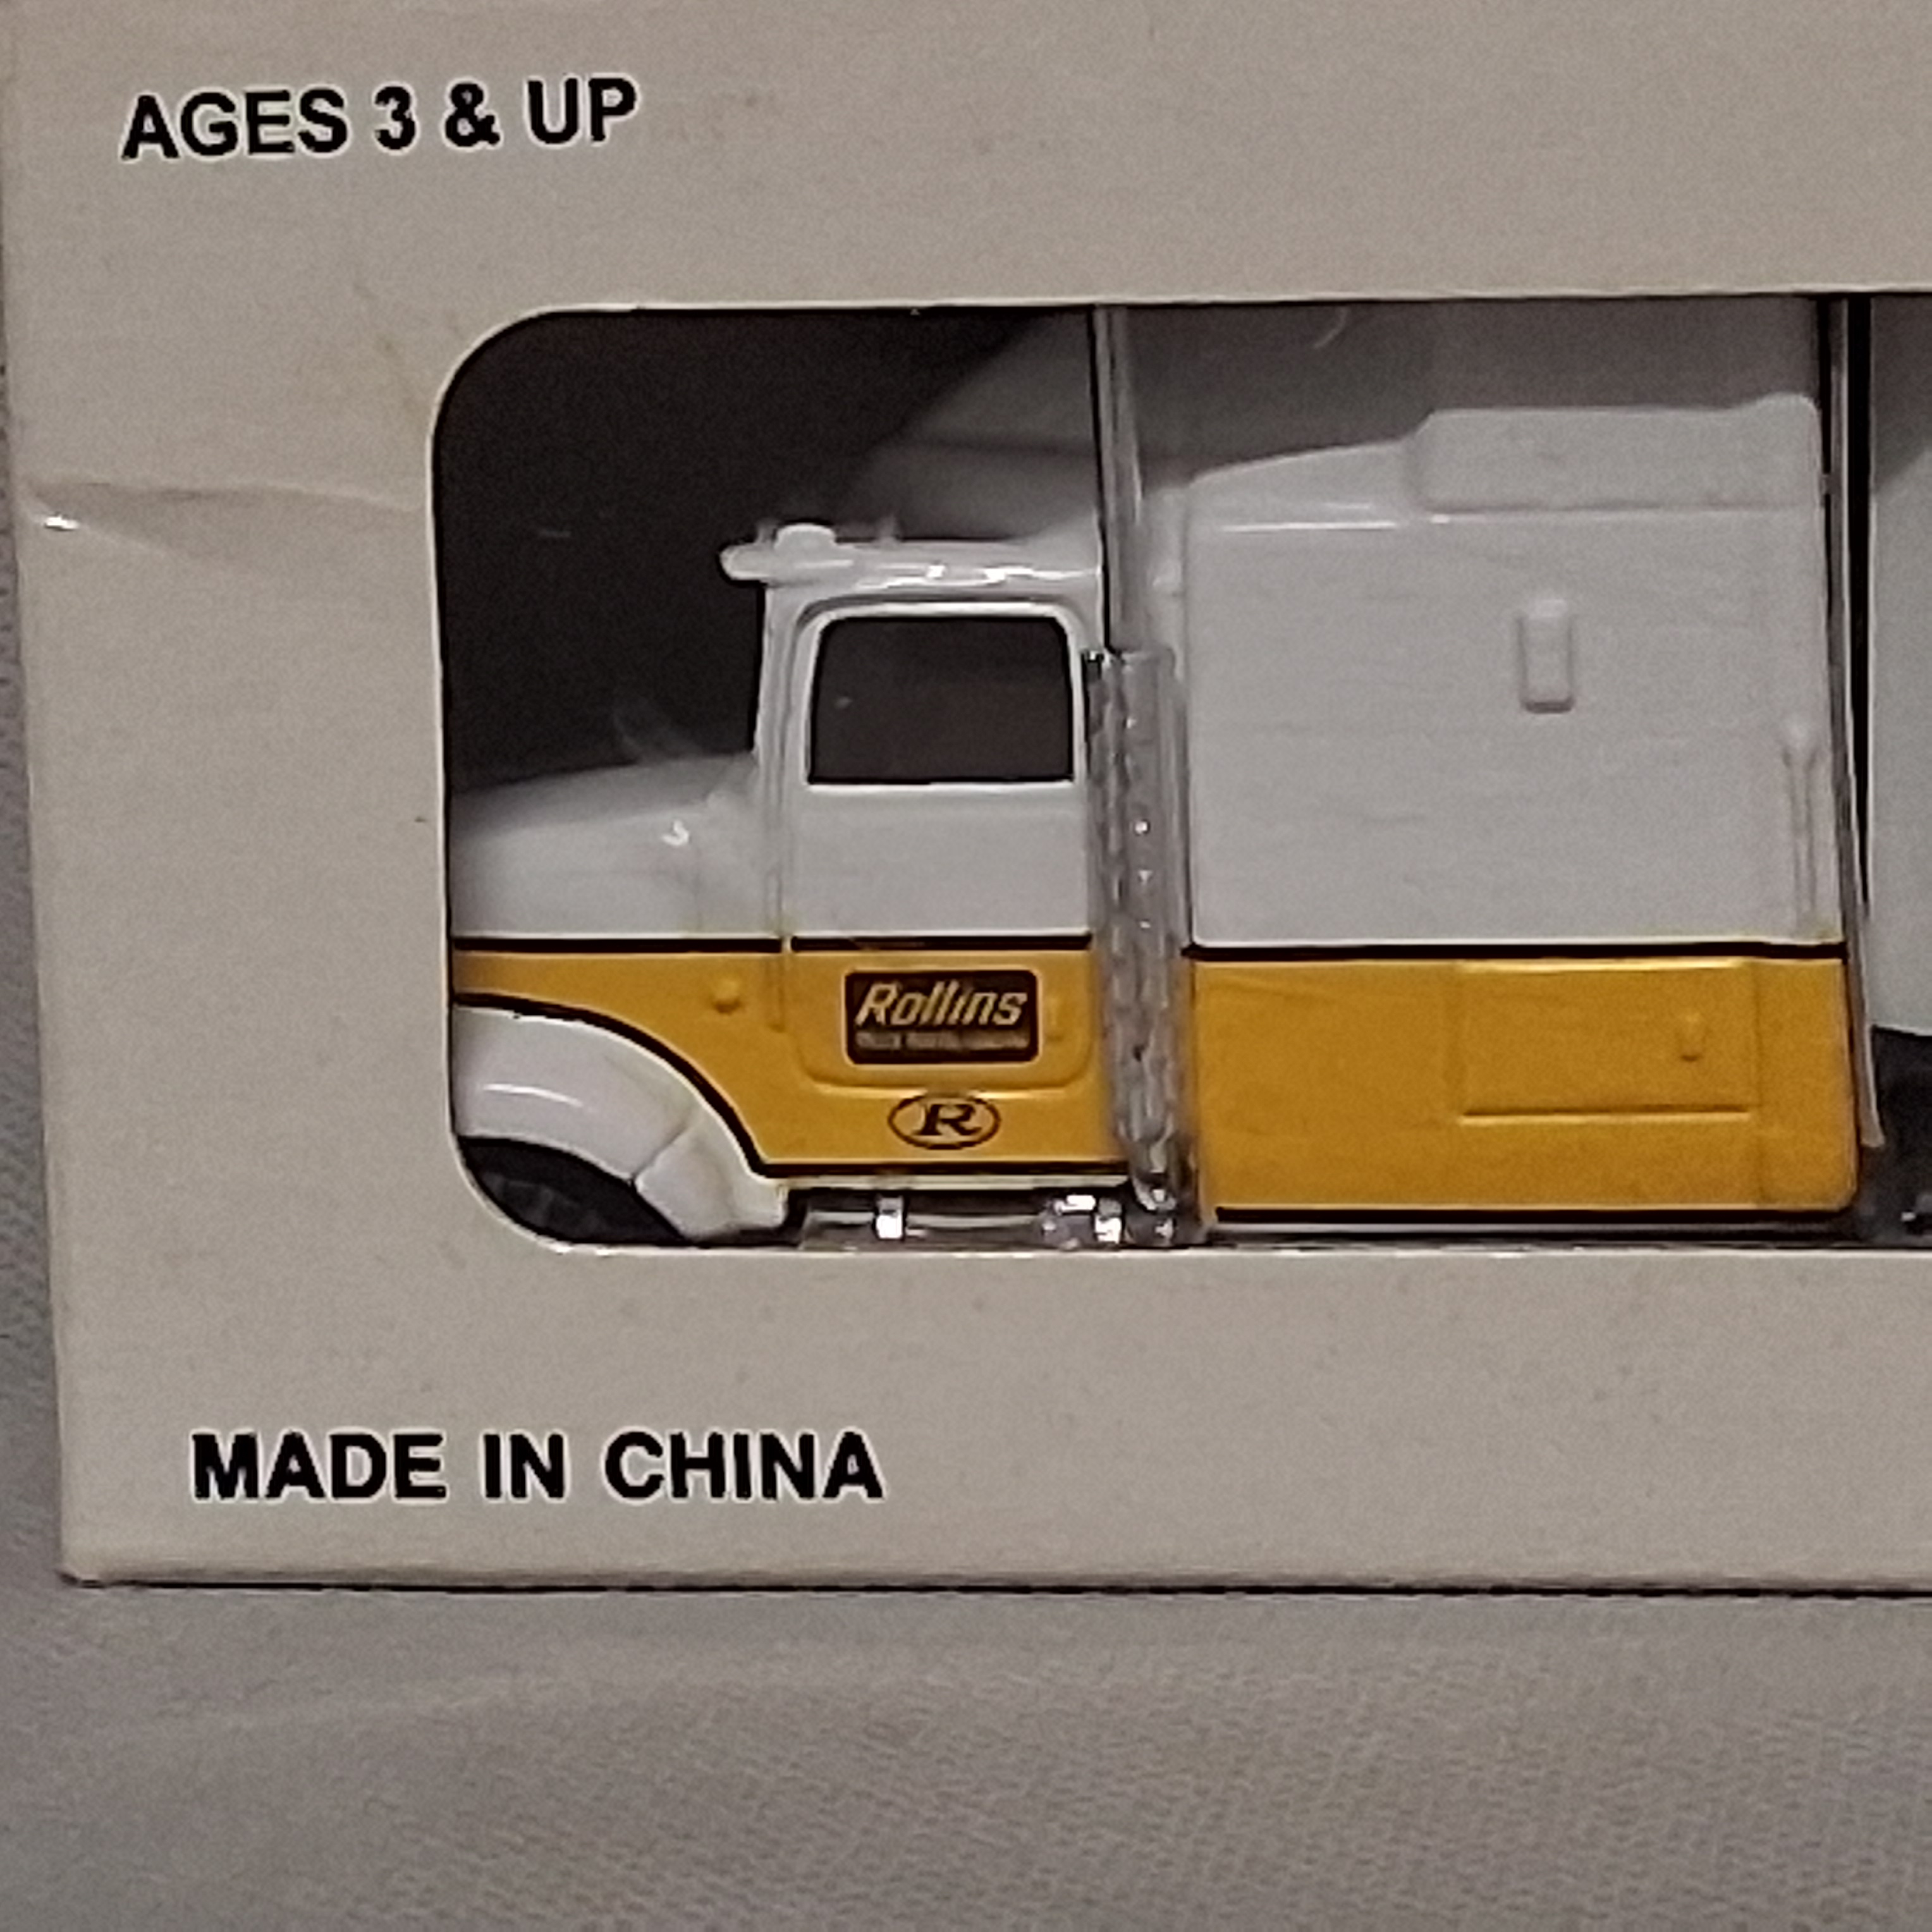 AGES 3 & UP
Rollins
R
MADE IN CHINA